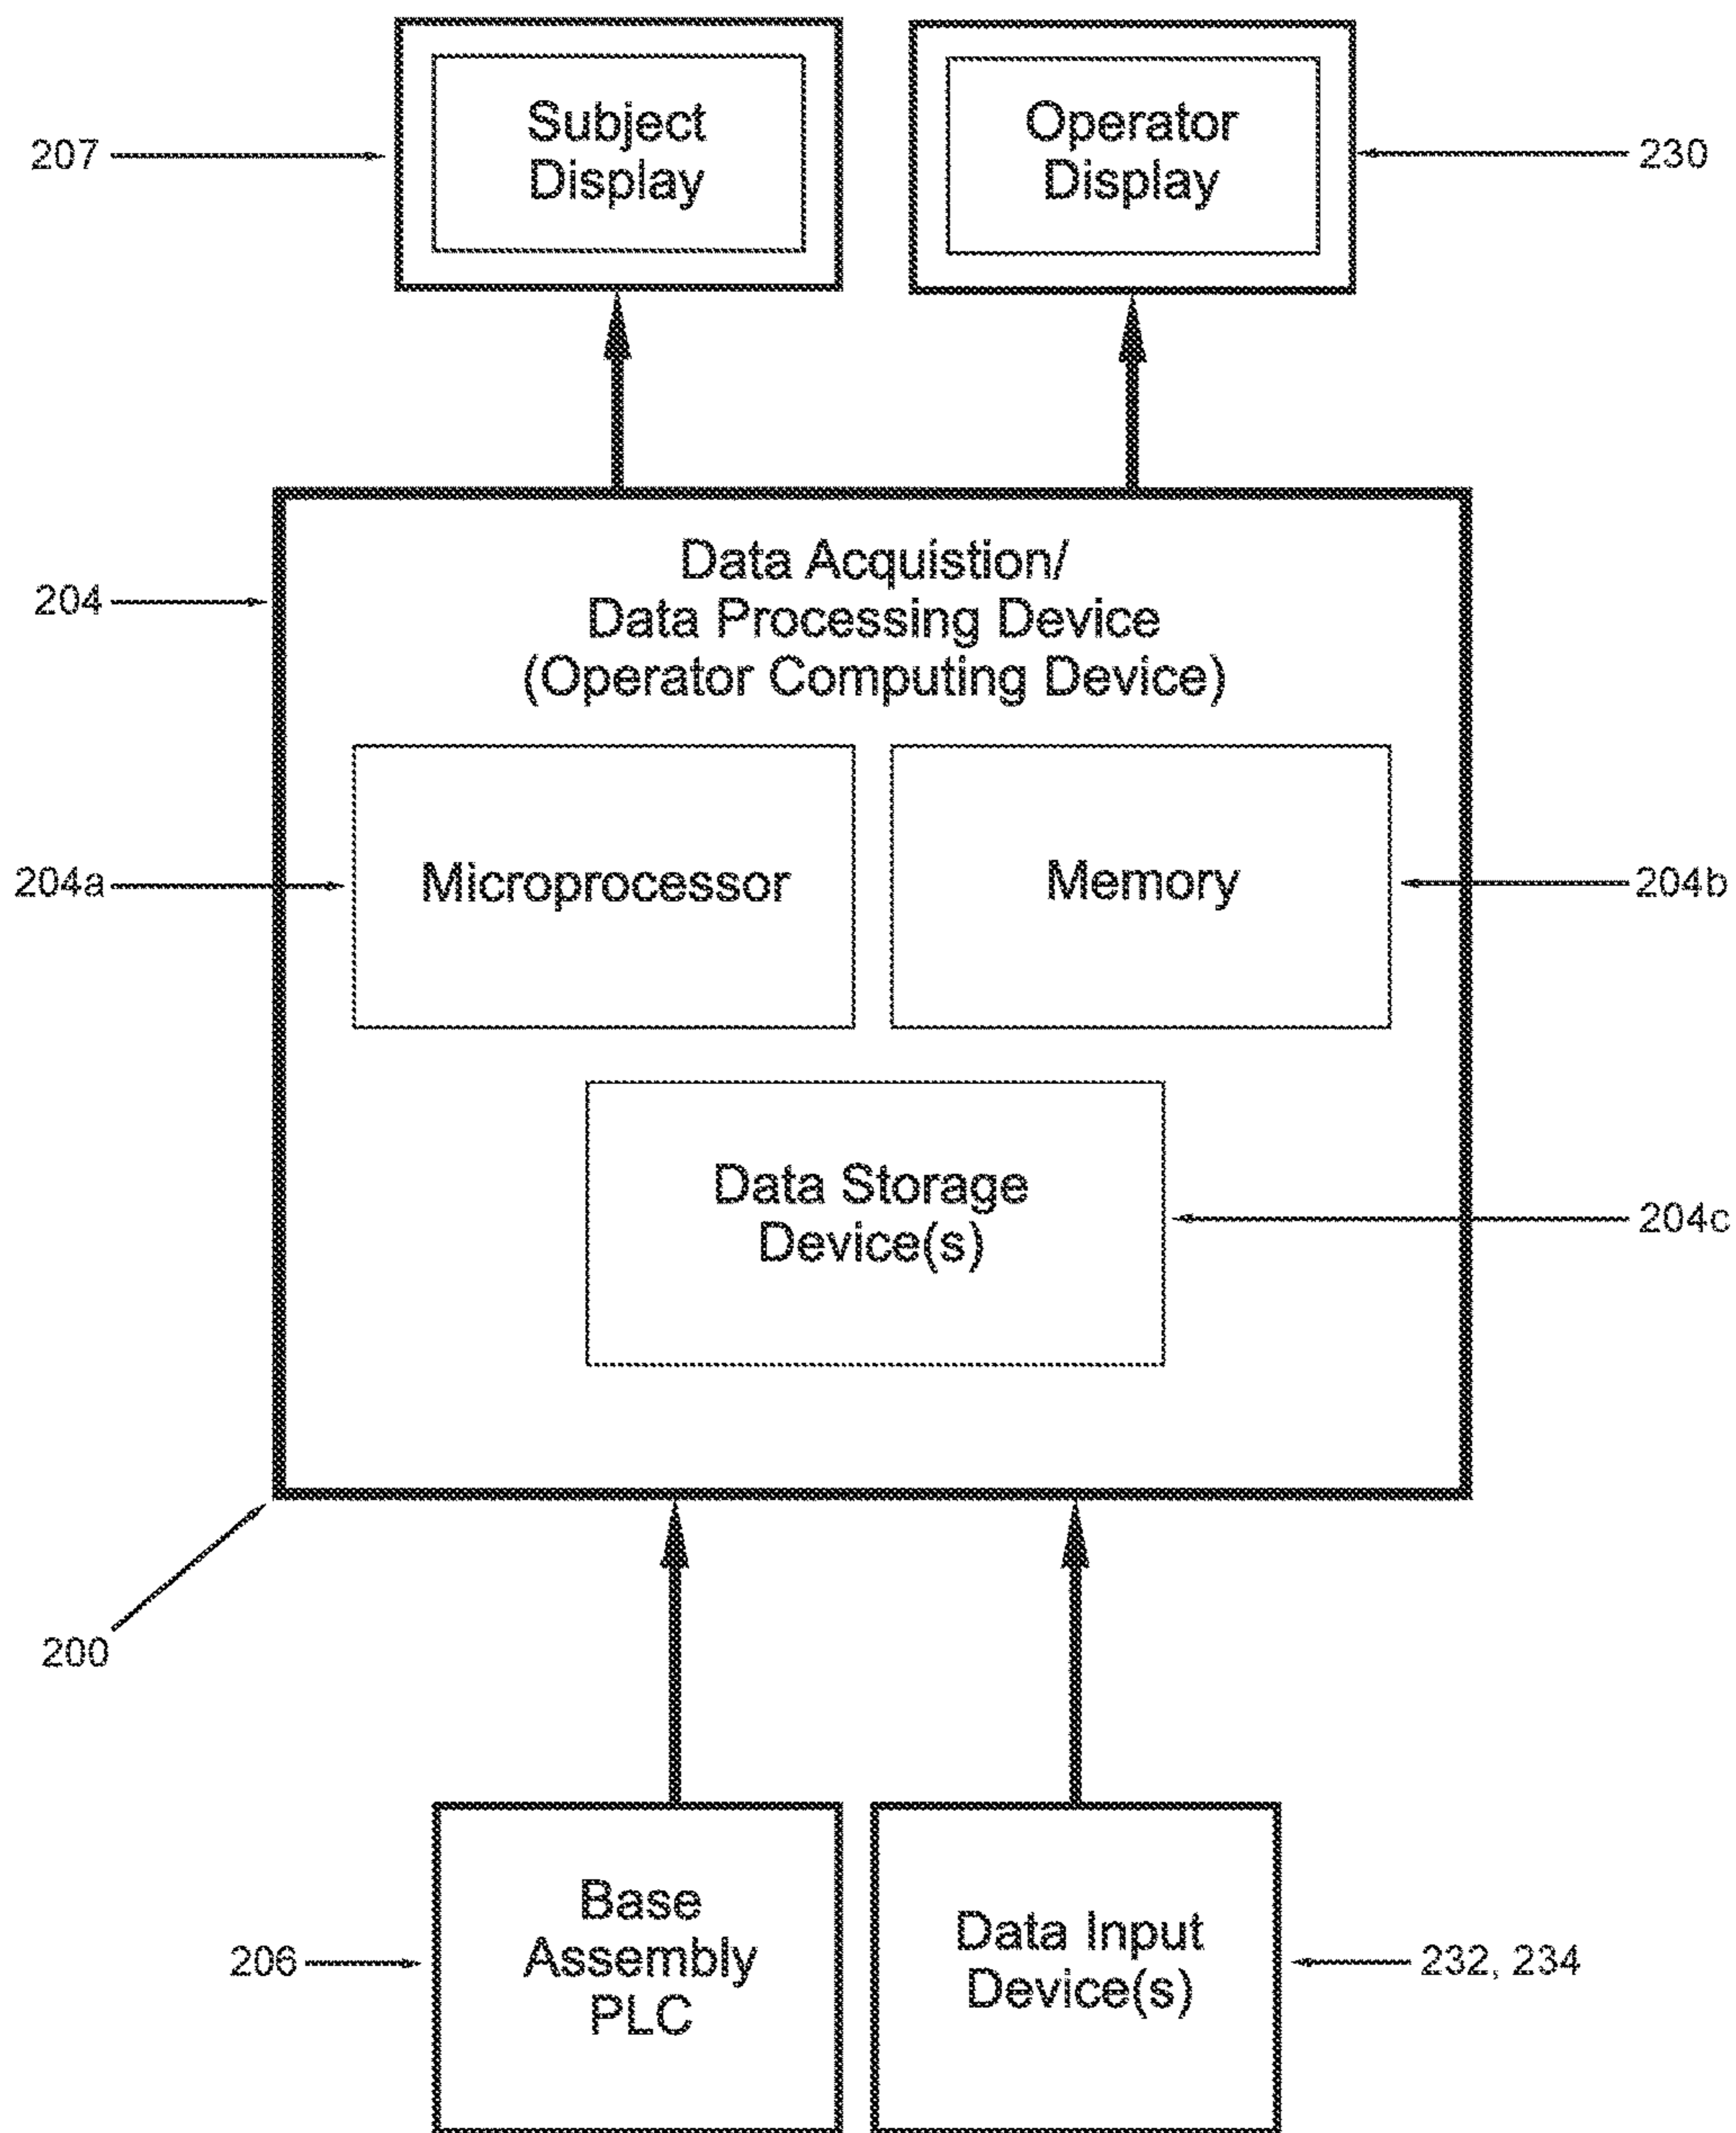 Subject
Display
Operator
Display
207
230
Data Acquistion/
Data Processing Device
(Operator Computing Device)
204
Microprocessor
Memory
204a
204b
Data Storage
Device(s)
204c
200
Base
Assembly
PLC
Data Input
Device(s)
206
232, 234